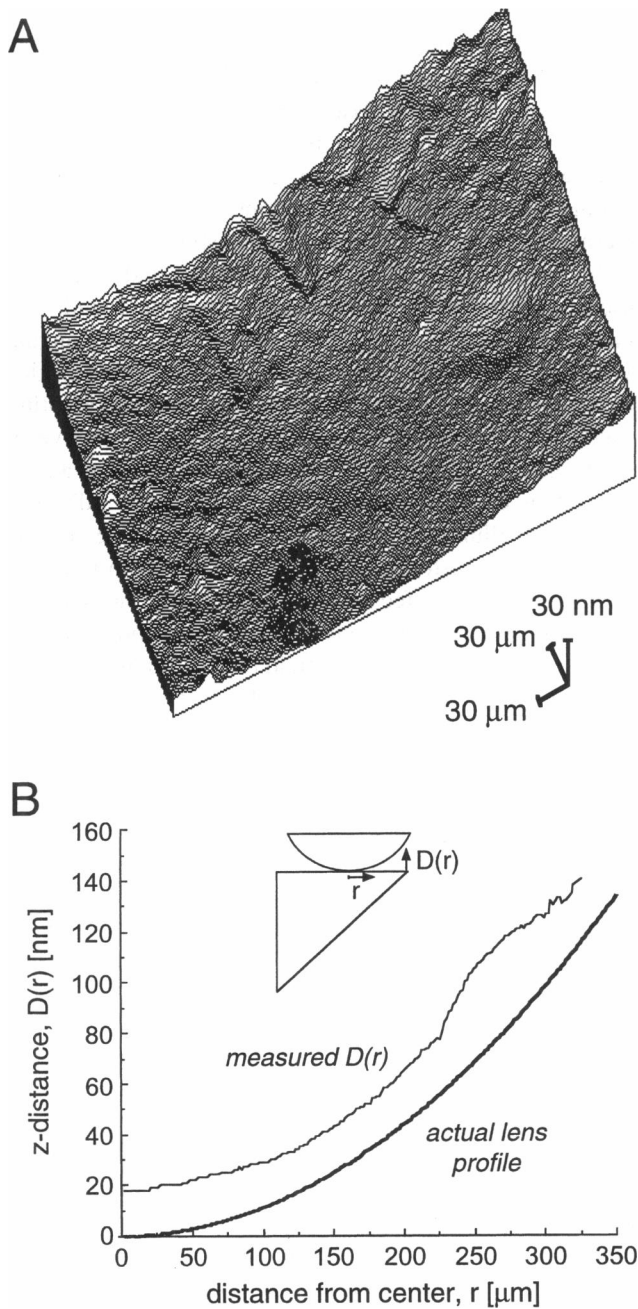 A
30 nm
30 μm
30 μm
B
z-distance, D(r) [nm]
160
140
120
100
80
60
40
20
0
D(r)
r
measured D(r)
actual lens
profile
0 50 100 150 200 250 300 350
distance from center, r [μm]